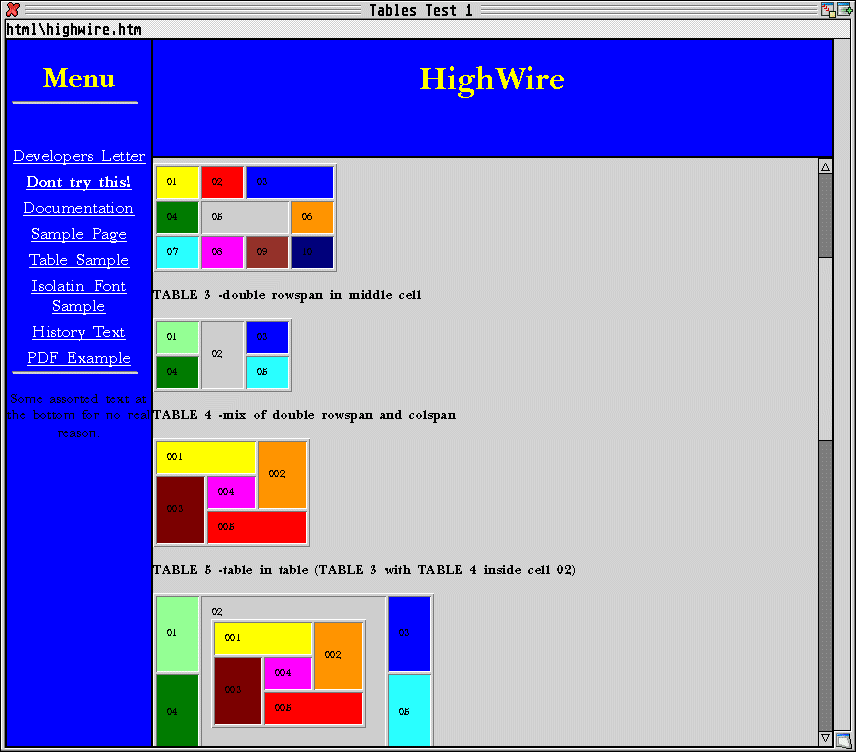 Tables Test 1
html\highwire.htm
Menu
Developers Letter
Dont try this!
Documentation
Sample Page
Table Sample
Isolatin Font
Sample
History Text
PDF Example
Some assorted text at
the bottom for no real
reason.
HighWire
01 02 03
04 05 06
07 08 09 10
TABLE 3 -double rowspan in middle cell
01 02 03
04 05
TABLE 4 -mix of double rowspan and colspan
001 002
003 004
005
TABLE 5 -table in table (TABLE 3 with TABLE 4 inside cell 02)
01 02 03
001 002
003 004
005
04 05